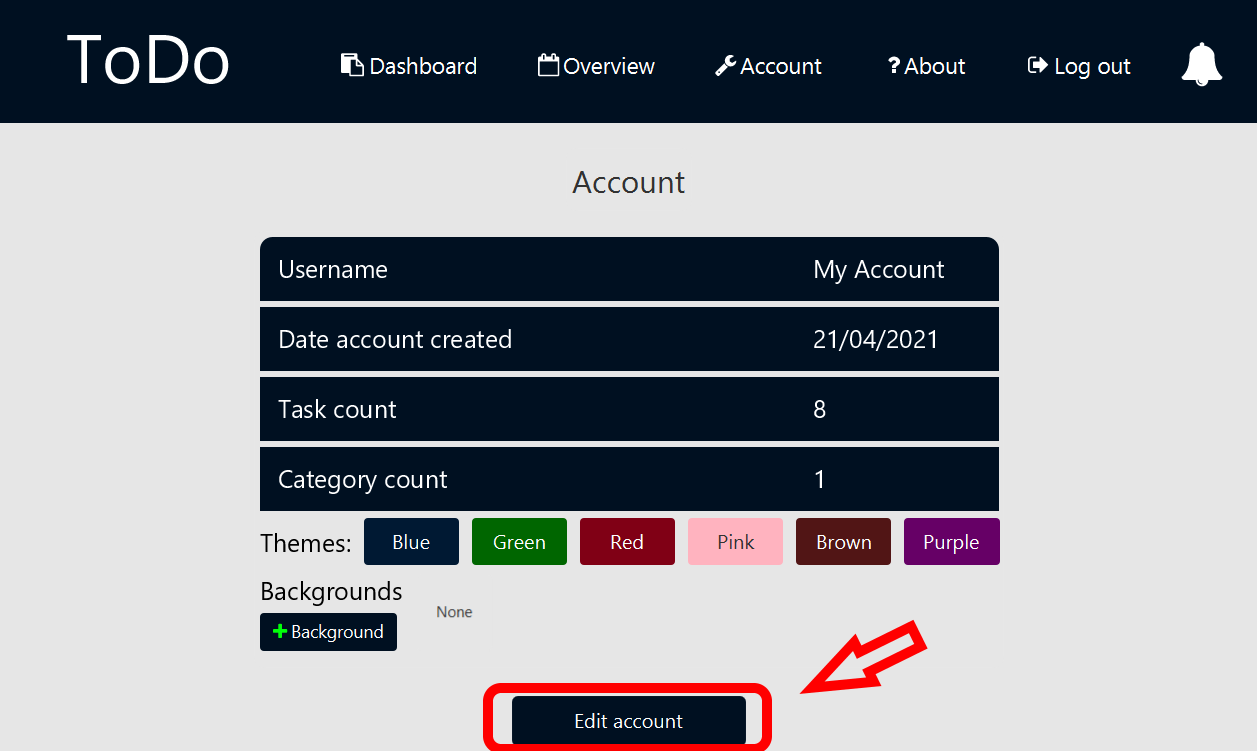 ToDo Dashboard Overview Account ? About Log out
Account
Username My Account
Date account created 21/04/2021
Task count 8
Category count 1
Themes: Blue Green Red Pink Brown Purple
Backgrounds
None
+ Background
Edit account